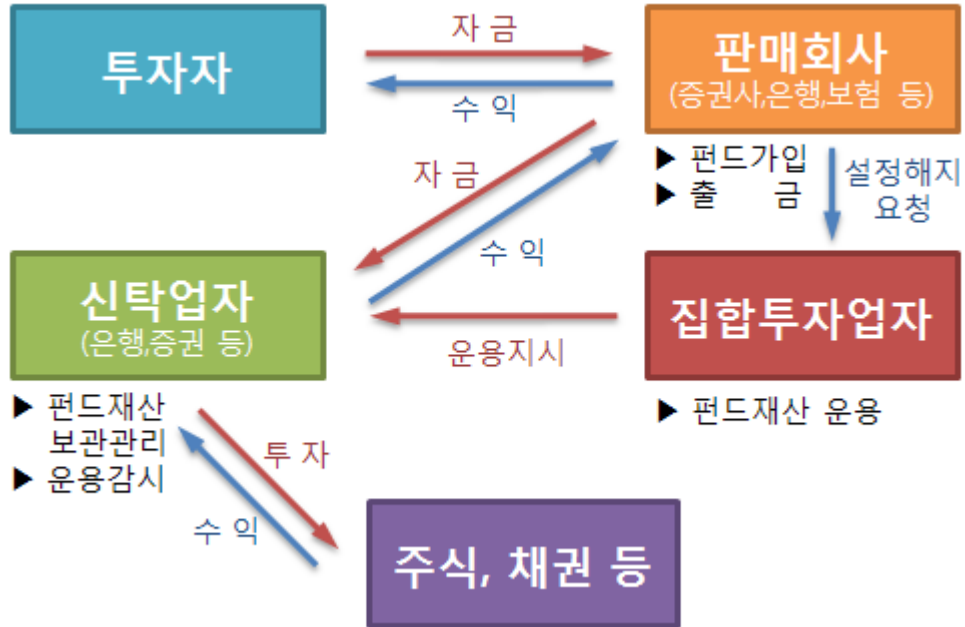 투자자
자 금
수 익
판매회사
(증권사,은행,보험 등)
▶ 펀드가입
▶ 출 금
설정해지
요청
자 금
수 익
신탁업자
(은행,증권 등)
운용지시
집합투자업자
▶ 펀드재산
보관관리
▶ 운용감시
▶ 펀드재산 운용
투 자
수 익
주식, 채권 등